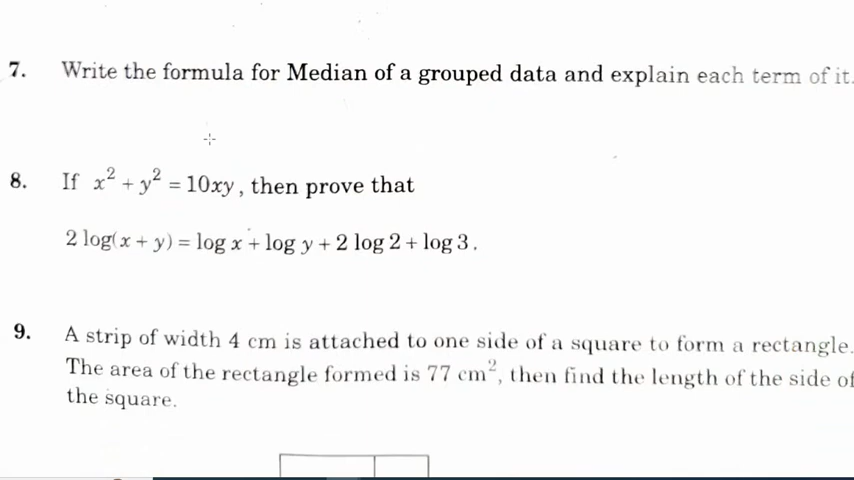 7. Write the formula for Median of a grouped data and explain each term of it.
8. If x² + y² = 10xy, then prove that
2 log(x + y) = log x + log y + 2 log 2 + log 3.
9. A strip of width 4 cm is attached to one side of a square to form a rectangle.
The area of the rectangle formed is 77 cm², then find the length of the side of
the square.